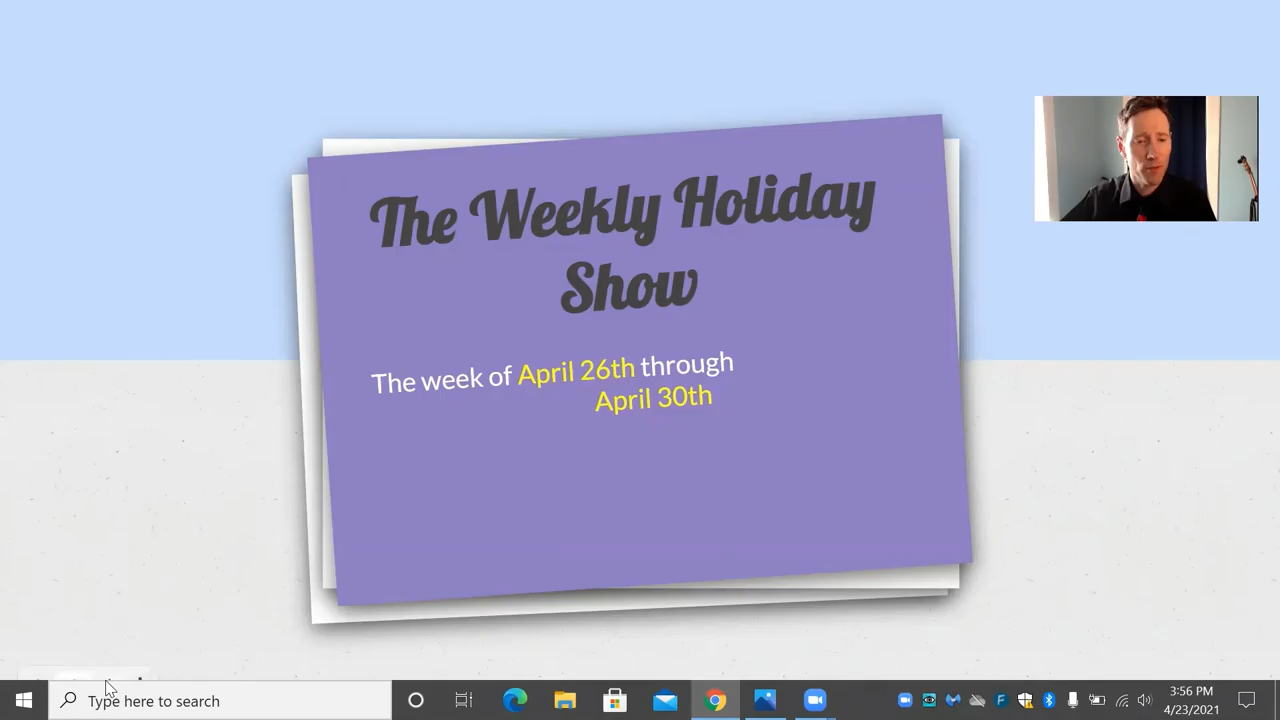 The Weekly Holiday
Show
The week of April 26th through
April 30th
Type here to search
3:56 PM
4/23/2021